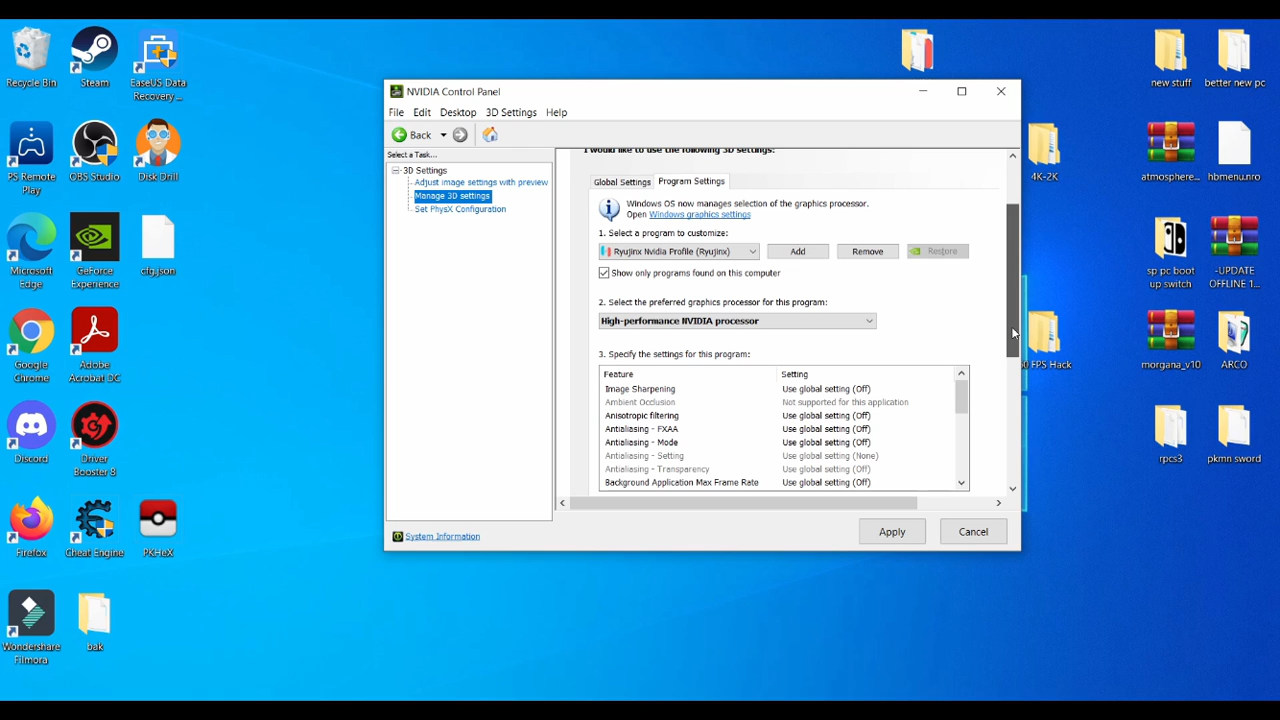 Recycle Bin
Steam
EaseUS Data
Recovery ...
PS Remote
Play
OBS Studio
Disk Drill
Microsoft
Edge
GeForce
Experience
cfg.json
Google
Chrome
Adobe
Acrobat DC
Discord
Driver
Booster 8
Firefox
Cheat Engine
PKHeX
Wondershare
Filmora
bak
NVIDIA Control Panel
File Edit Desktop 3D Settings Help
Back
Select a Task...
3D Settings
Adjust image settings with preview
Manage 3D settings
Set PhysX Configuration
System Information
I would like to use the following 3D settings:
Global Settings Program Settings
Windows OS now manages selection of the graphics processor.
Open Windows graphics settings
1. Select a program to customize:
Ryujinx Nvidia Profile (Ryujinx) Add Remove Restore
Show only programs found on this computer
2. Select the preferred graphics processor for this program:
High-performance NVIDIA processor
3. Specify the settings for this program:
Feature Setting
Image Sharpening Use global setting (Off)
Ambient Occlusion Not supported for this application
Anisotropic filtering Use global setting (Off)
Antialiasing - FXAA Use global setting (Off)
Antialiasing - Mode Use global setting (Off)
Antialiasing - Setting Use global setting (None)
Antialiasing - Transparency Use global setting (Off)
Background Application Max Frame Rate Use global setting (Off)
Apply Cancel
new stuff
better new pc
4K-2K
atmosphere...
hbmenu.nro
sp pc boot
up switch
-UPDATE
OFFLINE 1...
0 FPS Hack
morgana_v10
ARCO
rpcs3
pkmn sword